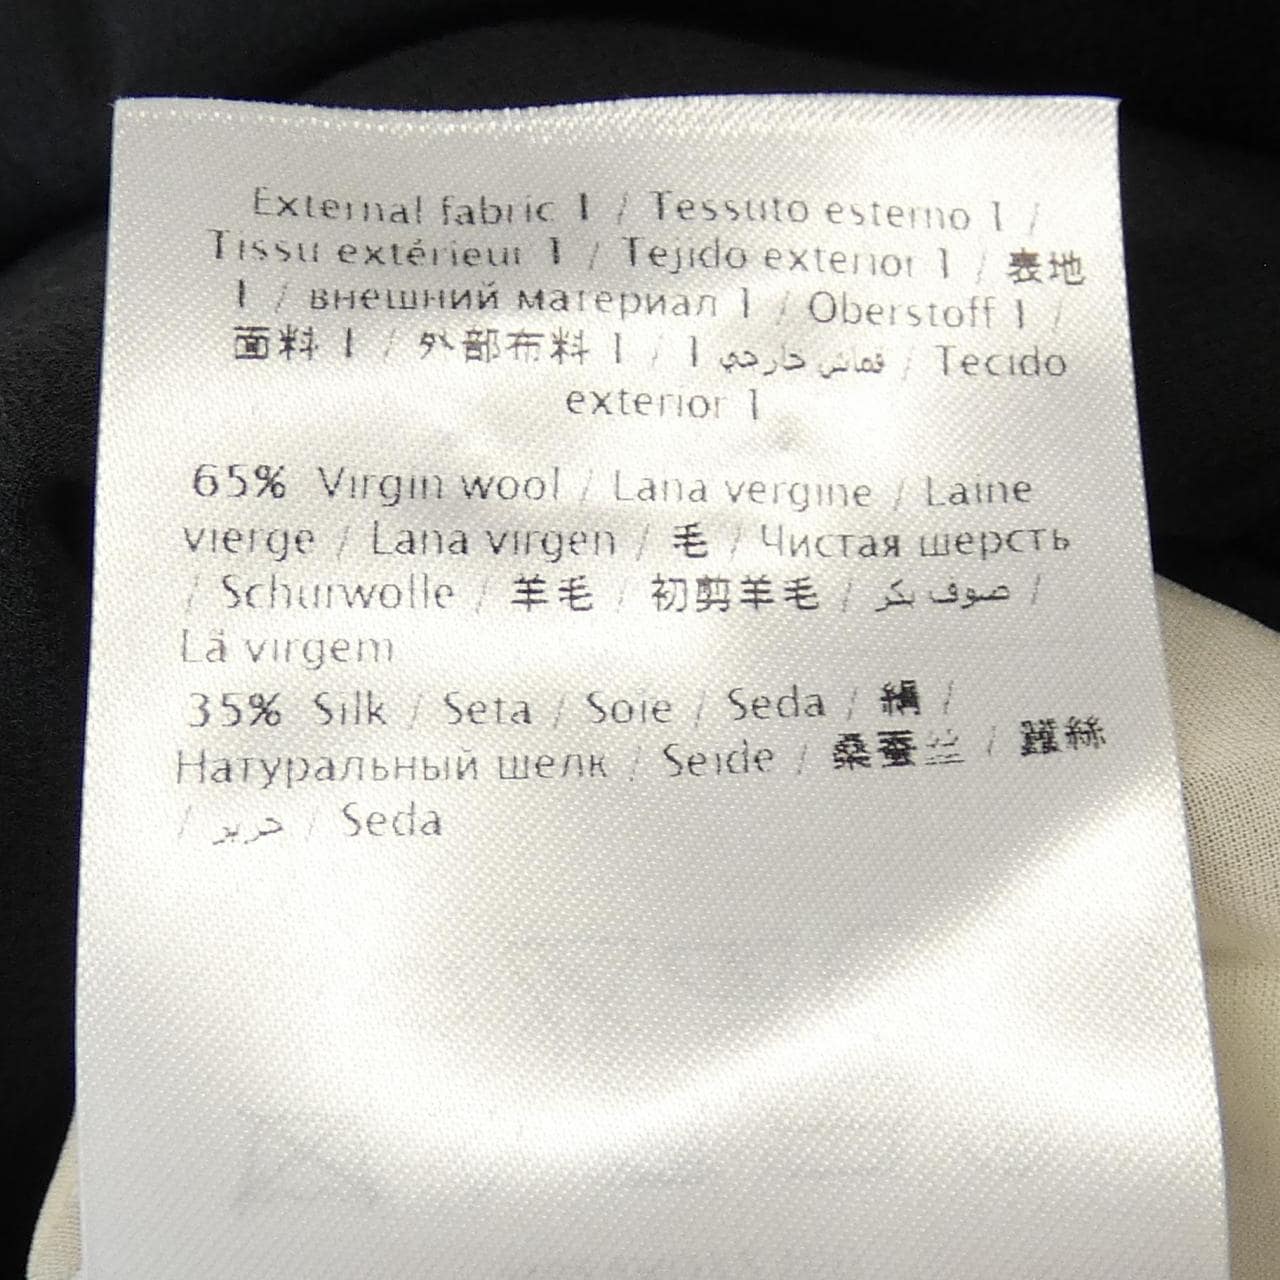 External fabric 1 / Tessuto esterno 1 /
Tissu extérieur 1 / Tejido exterior 1 / 表地
1 / внешний материал 1 / Oberstoff 1 /
面料 1 / 外部布料 1 / قماش خارجي 1 / Tecido
exterior 1
65% Virgin wool / Lana vergine / Laine
vierge / Lana virgen / 毛 / Чистая шерсть
/ Schurwolle / 羊毛 / 初剪羊毛 / صوف بكر /
Lã virgem
35% Silk / Seta / Soie / Seda / 絹 /
Натуральный шелк / Seide / 桑蚕丝 / 蠶絲
/ حرير / Seda